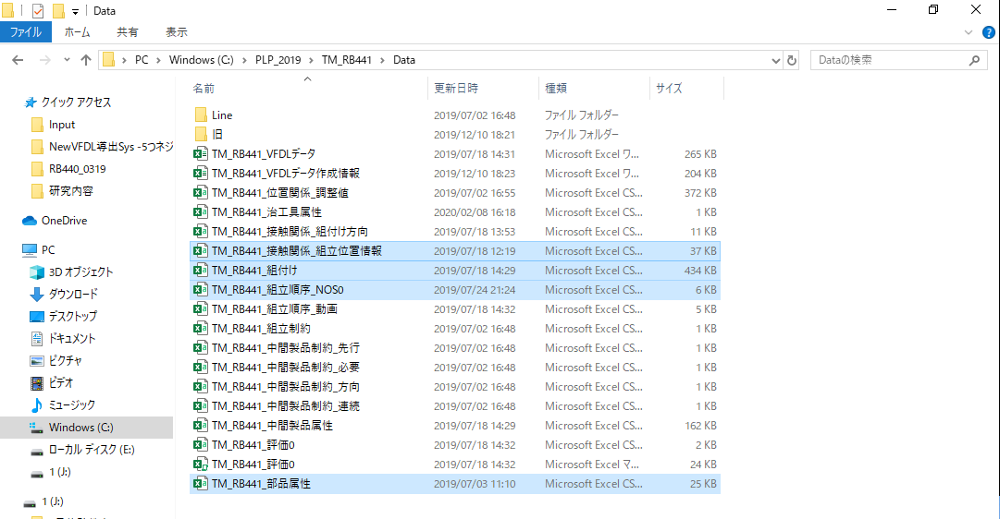 Data
ファイル ホーム 共有 表示
PC Windows (C:) PLP_2019 TM_RB441 Data Dataの検索
名前 更新日時 種類 サイズ
クイック アクセス
Input
NewVFDL導出Sys -5つネジ
RB440_0319
研究内容
OneDrive
PC
3D オブジェクト
ダウンロード
デスクトップ
ドキュメント
ピクチャ
ビデオ
ミュージック
Windows (C:)
ローカル ディスク (E:)
1 (J:)
1 (J:)
Line 2019/07/02 16:48 ファイル フォルダー
旧 2019/12/10 18:21 ファイル フォルダー
TM_RB441_VFDLデータ 2019/07/18 14:31 Microsoft Excel ワ... 265 KB
TM_RB441_VFDLデータ作成情報 2019/12/10 18:23 Microsoft Excel ワ... 204 KB
TM_RB441_位置関係_調整値 2019/07/02 16:55 Microsoft Excel CS... 372 KB
TM_RB441_治工具属性 2020/02/08 16:18 Microsoft Excel CS... 1 KB
TM_RB441_接触関係_組付け方向 2019/07/18 13:53 Microsoft Excel CS... 11 KB
TM_RB441_接触関係_組立位置情報 2019/07/18 12:19 Microsoft Excel CS... 37 KB
TM_RB441_組付け 2019/07/18 14:29 Microsoft Excel CS... 434 KB
TM_RB441_組立順序_NOS0 2019/07/24 21:24 Microsoft Excel CS... 6 KB
TM_RB441_組立順序_動画 2019/07/18 14:32 Microsoft Excel CS... 5 KB
TM_RB441_組立制約 2019/07/02 16:48 Microsoft Excel CS... 1 KB
TM_RB441_中間製品制約_先行 2019/07/02 16:48 Microsoft Excel CS... 1 KB
TM_RB441_中間製品制約_必要 2019/07/02 16:48 Microsoft Excel CS... 1 KB
TM_RB441_中間製品制約_方向 2019/07/02 16:48 Microsoft Excel CS... 1 KB
TM_RB441_中間製品制約_連続 2019/07/02 16:48 Microsoft Excel CS... 1 KB
TM_RB441_中間製品属性 2019/07/18 14:29 Microsoft Excel CS... 162 KB
TM_RB441_評価0 2019/07/18 14:32 Microsoft Excel CS... 2 KB
TM_RB441_評価0 2019/07/18 14:32 Microsoft Excel マ... 24 KB
TM_RB441_部品属性 2019/07/03 11:10 Microsoft Excel CS... 25 KB